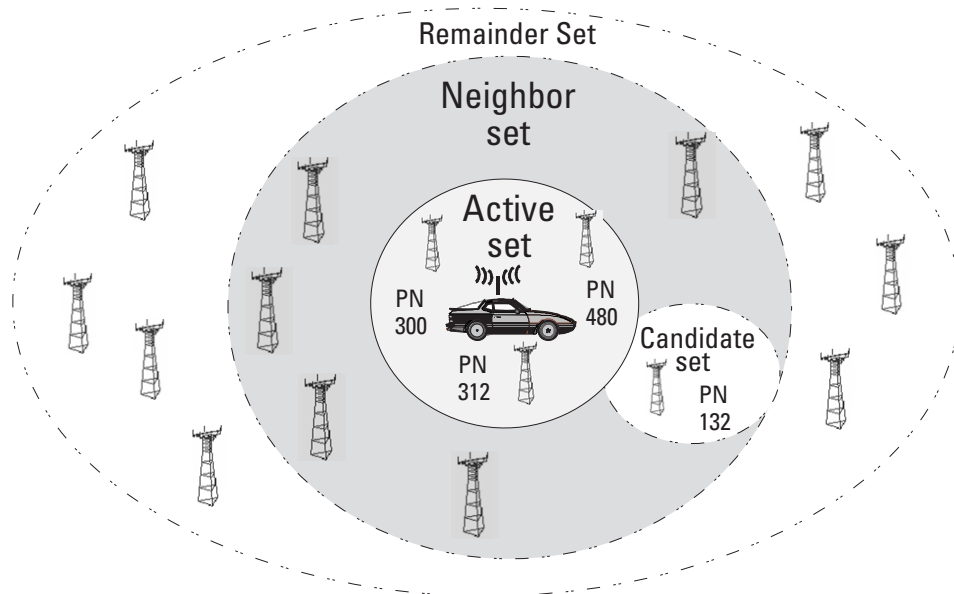 Remainder Set
Neighbor
set
Active
set
PN
300
PN
480
PN
312
Candidate
set
PN
132